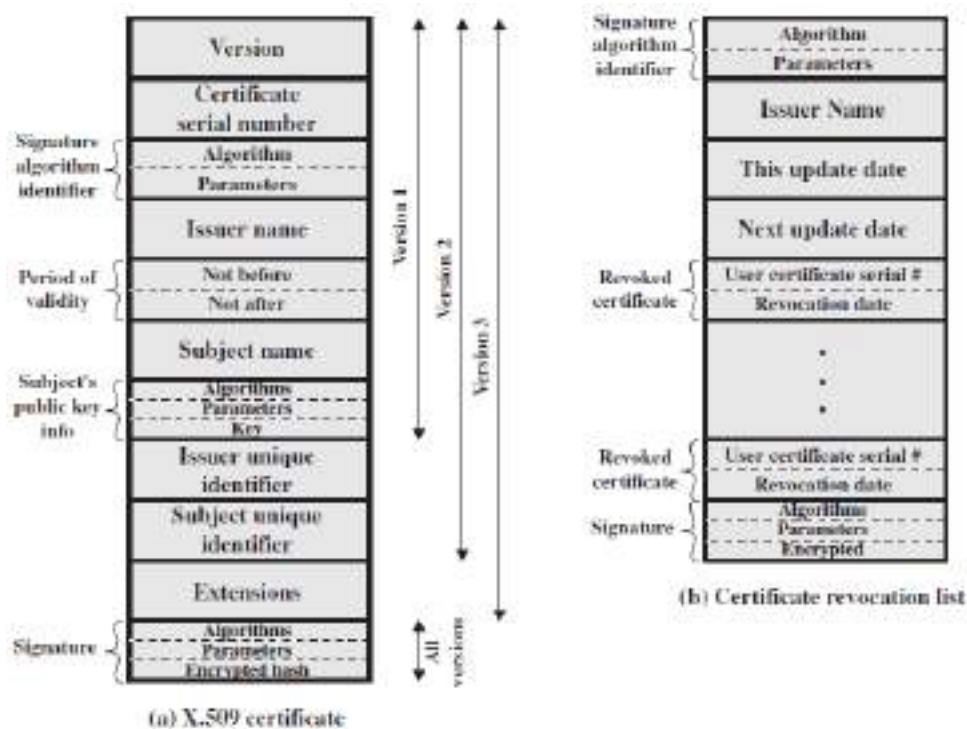 Version
Certificate
serial number
Signature
algorithm
identifier
Algorithm
Parameters
Issuer name
Period of
validity
Not before
Not after
Subject name
Subject's
public key
info
Algorithms
Parameters
Key
Issuer unique
identifier
Subject unique
identifier
Extensions
Signature
Algorithms
Parameters
Encrypted hash
Version 1
Version 2
Version 3
All
versions
(a) X.509 certificate
Signature
algorithm
identifier
Algorithm
Parameters
Issuer Name
This update date
Next update date
Revoked
certificate
User certificate serial #
Revocation date
Revoked
certificate
User certificate serial #
Revocation date
Signature
Algorithms
Parameters
Encrypted
(b) Certificate revocation list